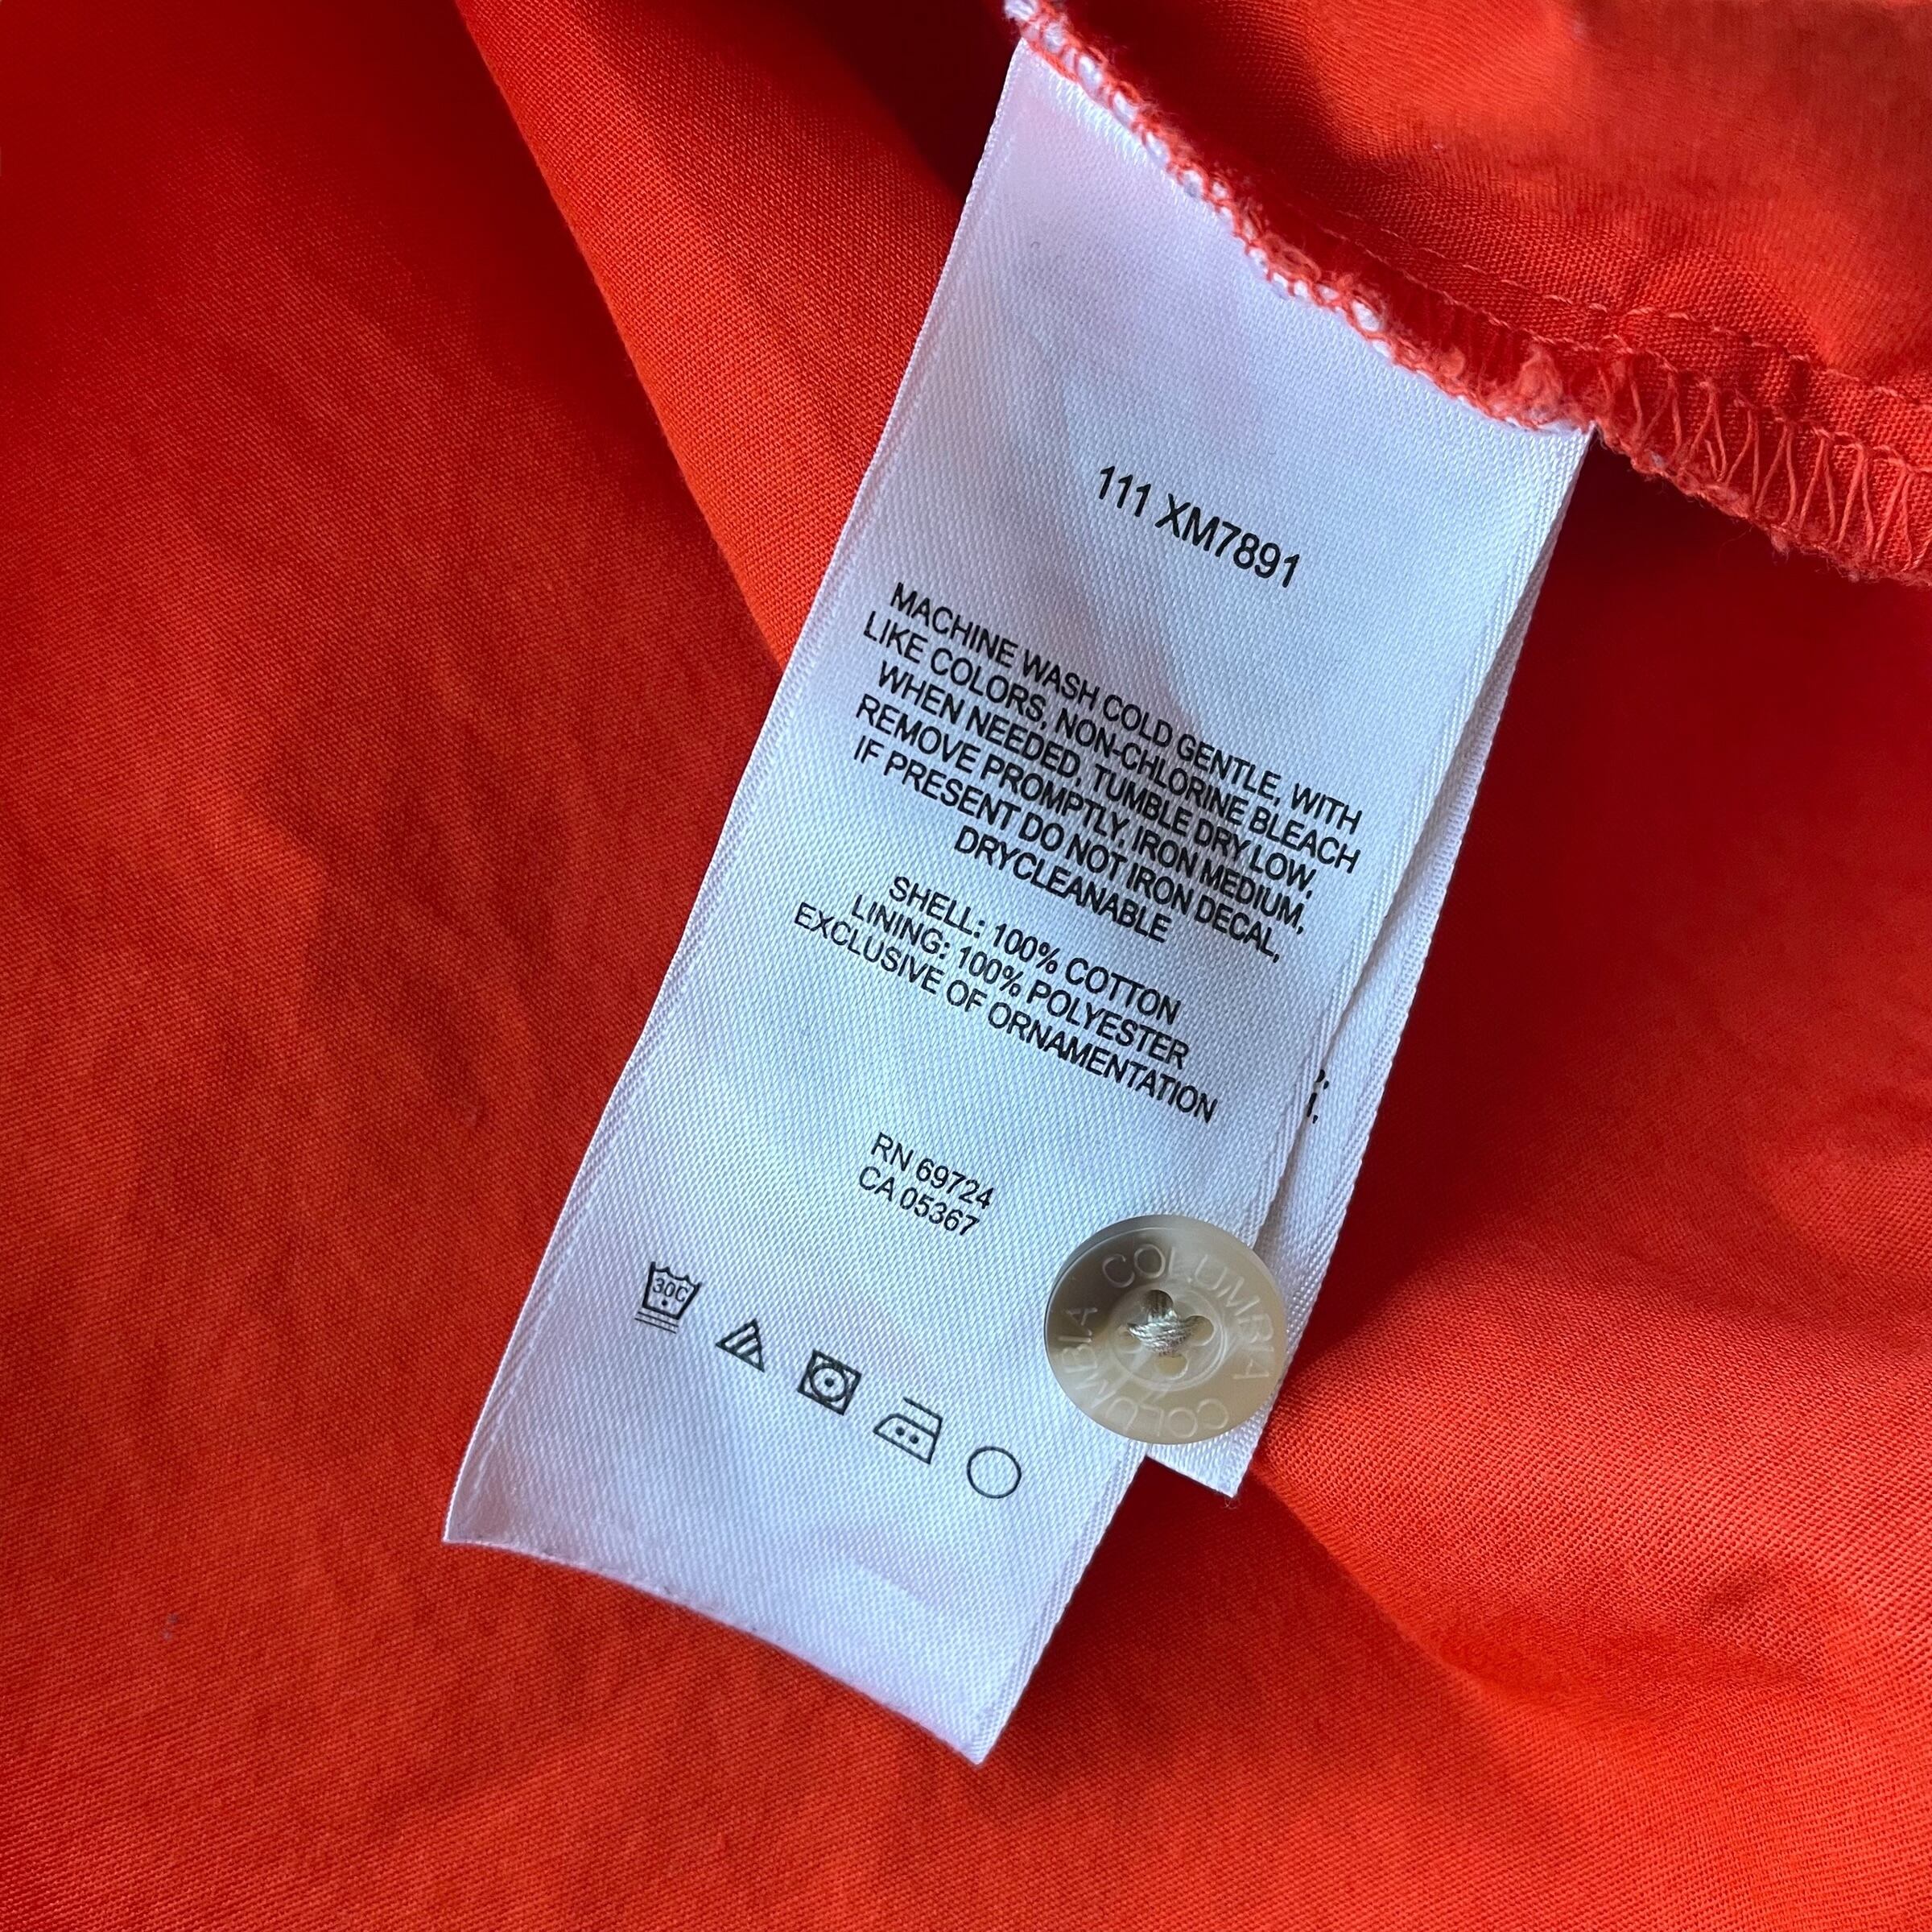 111 XM7891
MACHINE WASH COLD GENTLE, WITH
LIKE COLORS, NON-CHLORINE BLEACH
WHEN NEEDED, TUMBLE DRY LOW,
REMOVE PROMPTLY, IRON MEDIUM,
IF PRESENT DO NOT IRON DECAL,
DRYCLEANABLE
SHELL: 100% COTTON
LINING: 100% POLYESTER
EXCLUSIVE OF ORNAMENTATION
RN 69724
CA 05367
30C
COLUMBIA
COLUMBIA